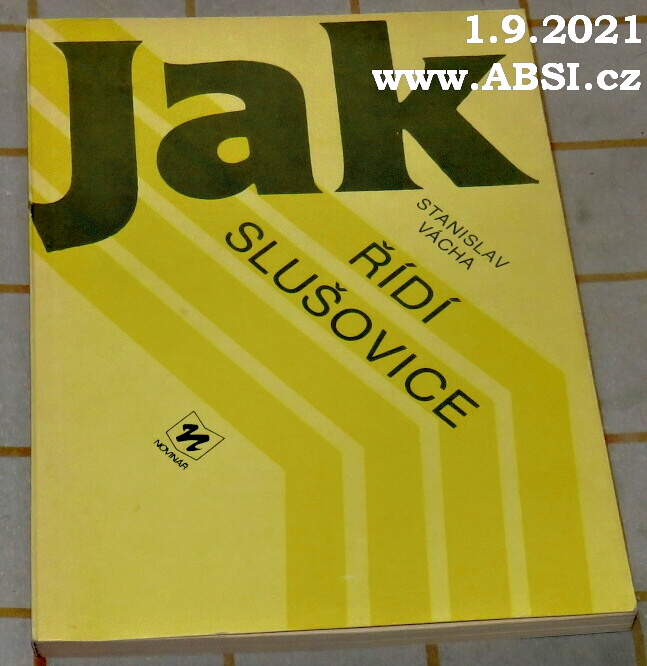 1.9.2021
www.ABSI.cz
Jak
STANISLAV
VÁCHA
ŘÍDÍ
SLUŠOVICE
n
NOVINÁŘ